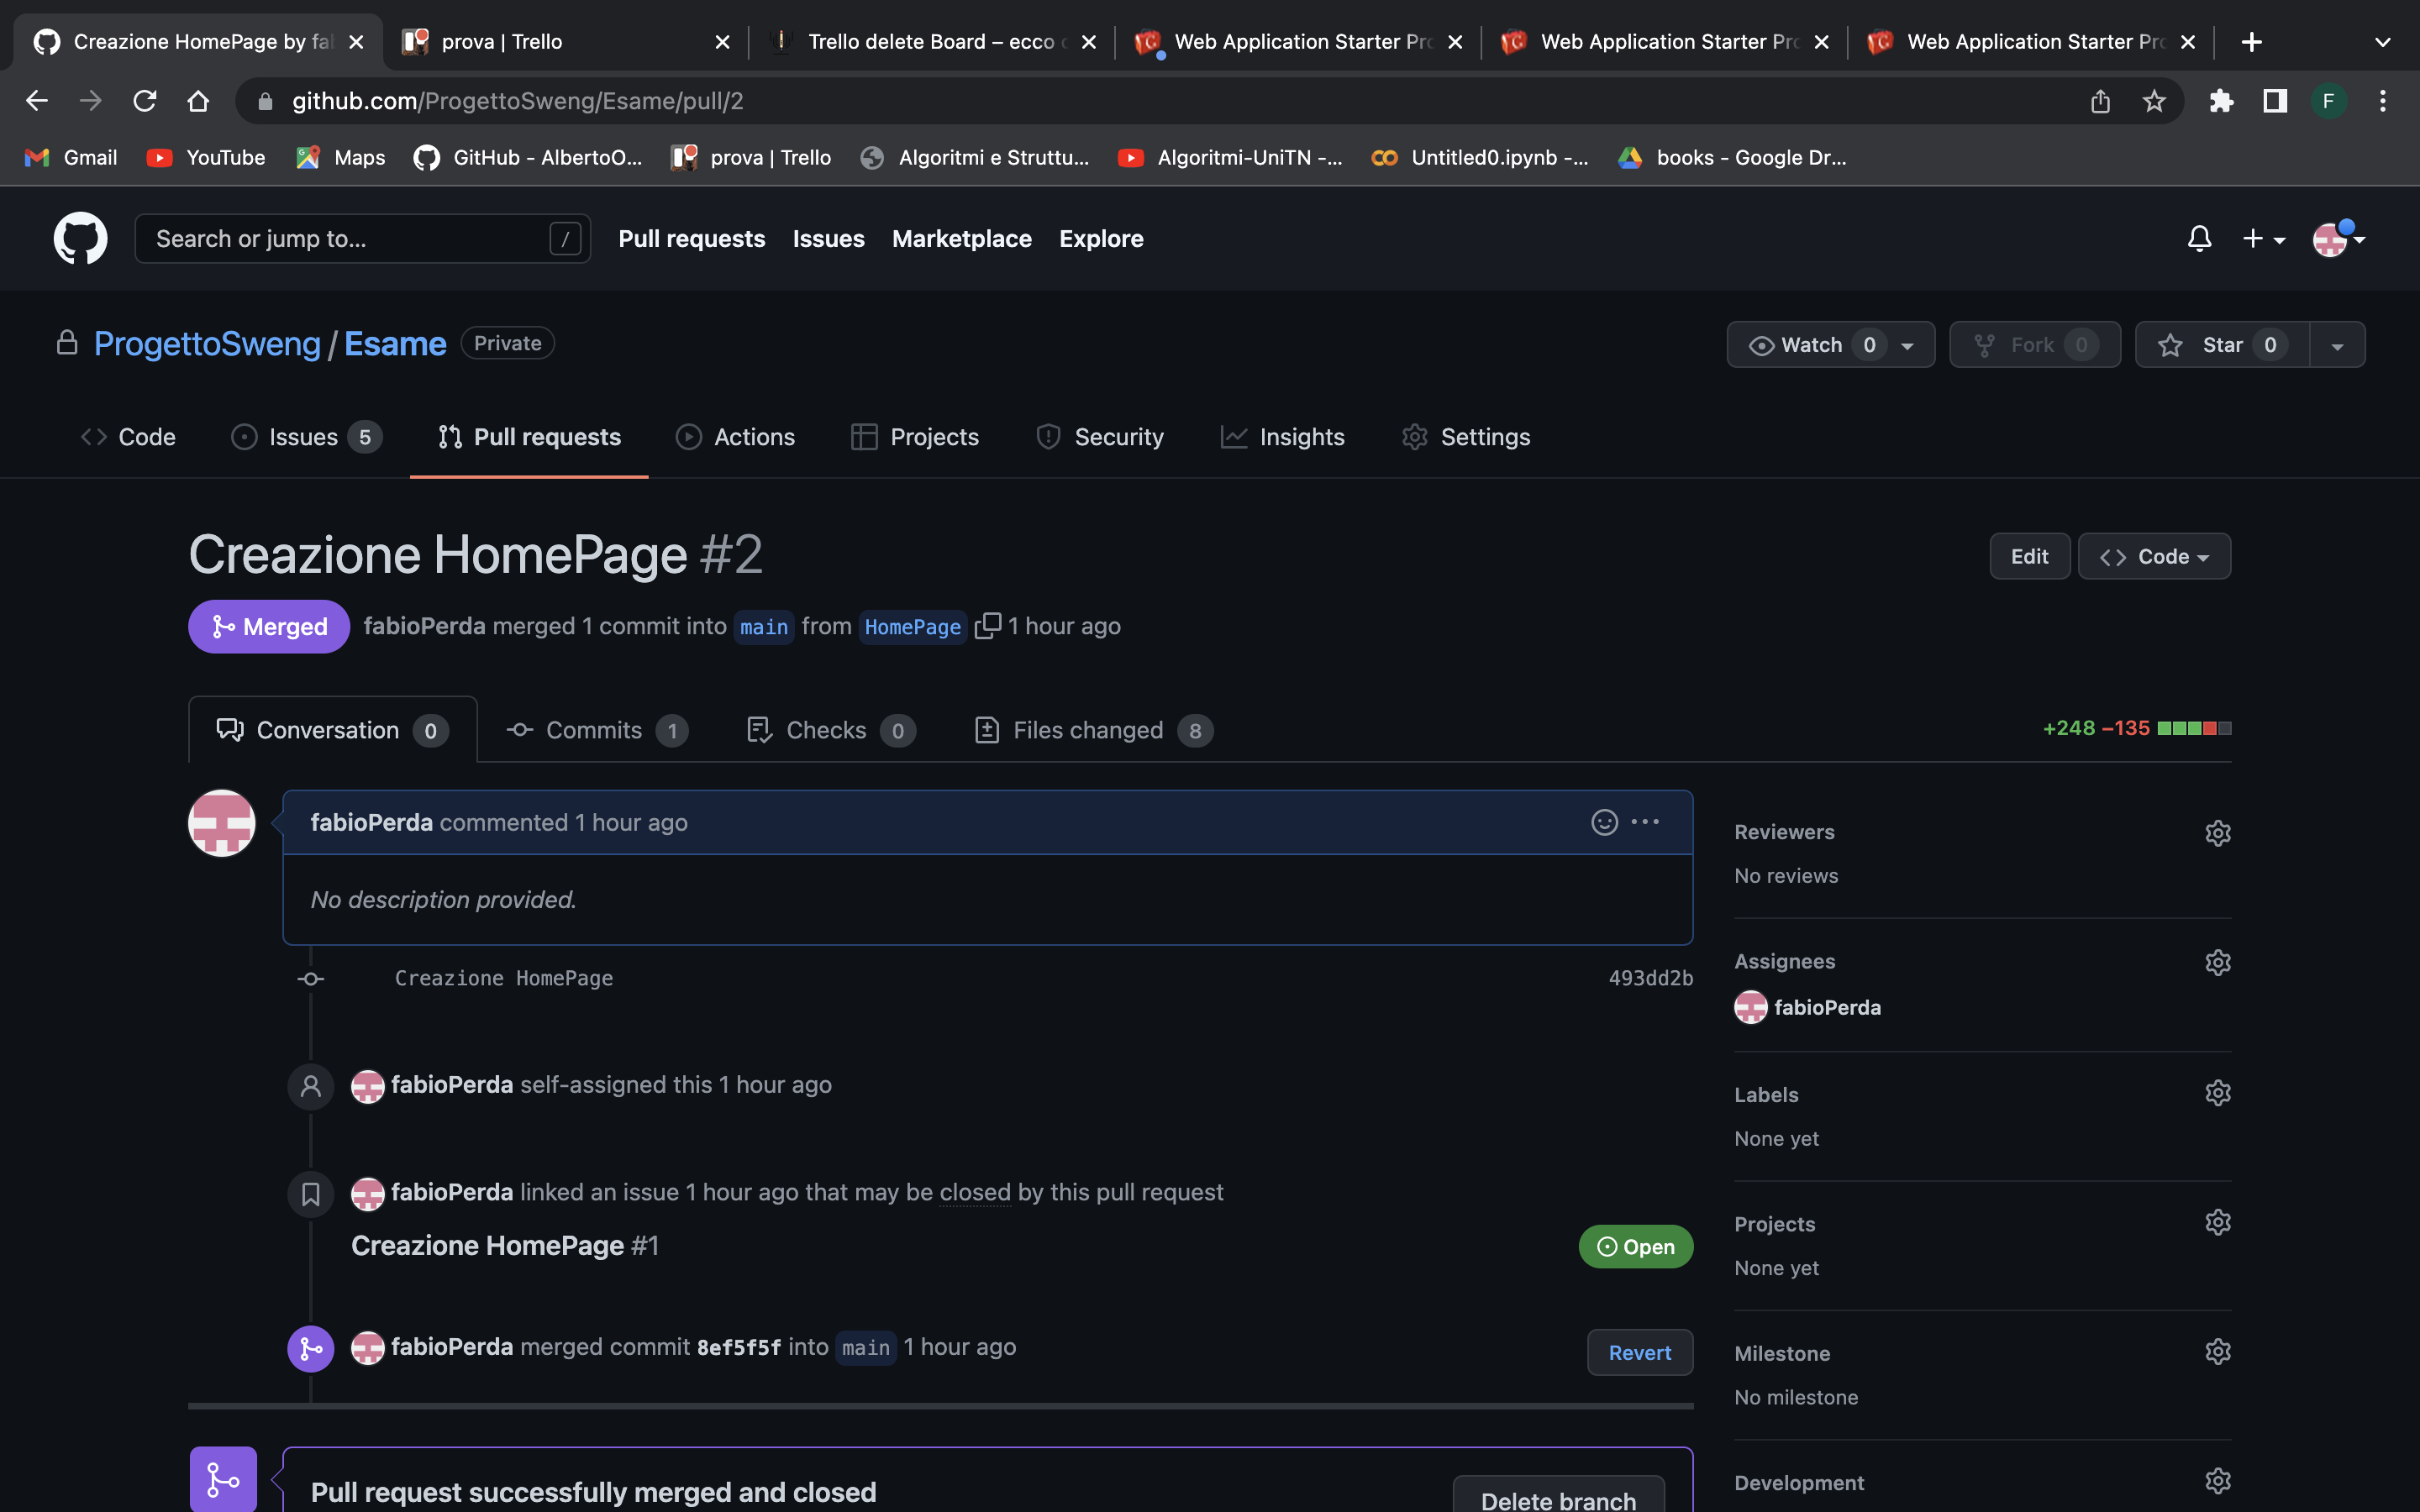 Creazione HomePage by fa
prova | Trello
Trello delete Board – ecco
Web Application Starter Pr
Web Application Starter Pr
Web Application Starter Pr
github.com/ProgettoSweng/Esame/pull/2
F
Gmail
YouTube
Maps
GitHub - AlbertoO...
prova | Trello
Algoritmi e Struttu...
Algoritmi-UniTN -...
Untitled0.ipynb -...
books - Google Dr...
Search or jump to...
/
Pull requests
Issues
Marketplace
Explore
ProgettoSweng / Esame
Private
Watch 0
Fork 0
Star 0
Code
Issues 5
Pull requests
Actions
Projects
Security
Insights
Settings
Creazione HomePage #2
Edit
Code
Merged
fabioPerda merged 1 commit into main from HomePage 1 hour ago
Conversation 0
Commits 1
Checks 0
Files changed 8
+248 −135
fabioPerda commented 1 hour ago
No description provided.
Creazione HomePage
493dd2b
fabioPerda self-assigned this 1 hour ago
fabioPerda linked an issue 1 hour ago that may be closed by this pull request
Creazione HomePage #1
Open
fabioPerda merged commit 8ef5f5f into main 1 hour ago
Revert
Pull request successfully merged and closed
Delete branch
Reviewers
No reviews
Assignees
fabioPerda
Labels
None yet
Projects
None yet
Milestone
No milestone
Development